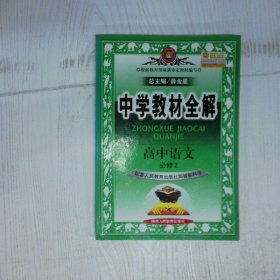 总主编/薛金星
中学教材全解
ZHONGXUE JIAOCAI
QUANJIE
高中语文
必修2
配套人民教育出版社实验教科书
陕西人民教育出版社